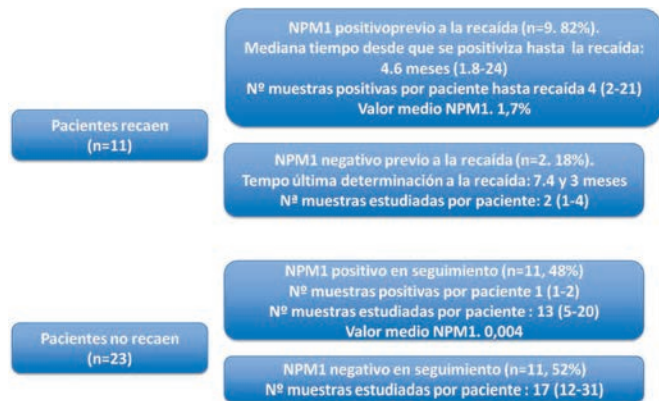 Pacientes recaen
(n=11)
NPM1 positivoprevio a la recaída (n=9. 82%).
Mediana tiempo desde que se positiviza hasta la recaída:
4.6 meses (1.8-24)
Nº muestras positivas por paciente hasta recaída 4 (2-21)
Valor medio NPM1. 1,7%
NPM1 negativo previo a la recaída (n=2. 18%).
Tempo última determinación a la recaída: 7.4 y 3 meses
Nª muestras estudiadas por paciente: 2 (1-4)
Pacientes no recaen
(n=23)
NPM1 positivo en seguimiento (n=11, 48%)
Nº muestras positivas por paciente 1 (1-2)
Nº muestras estudiadas por paciente : 13 (5-20)
Valor medio NPM1. 0,004
NPM1 negativo en seguimiento (n=11, 52%)
Nº muestras estudiadas por paciente : 17 (12-31)